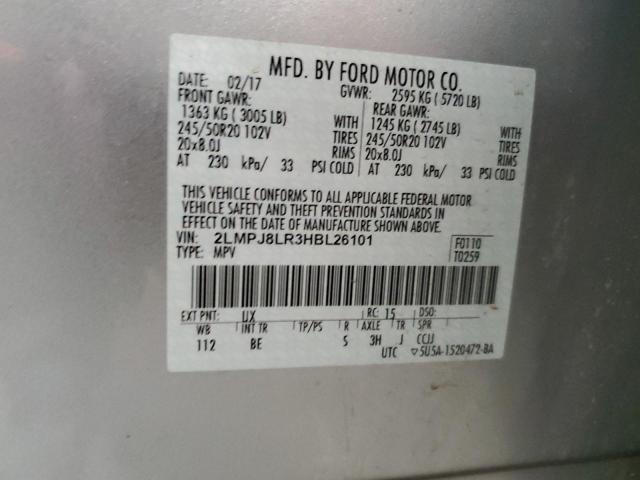 MFD. BY FORD MOTOR CO.
DATE: 02/17 GVWR: 2595 KG ( 5720 LB)
FRONT GAWR: REAR GAWR:
1363 KG ( 3005 LB) WITH 1245 KG ( 2745 LB) WITH
245/50R20 102V TIRES 245/50R20 102V TIRES
20x8.0J RIMS 20x8.0J RIMS
AT 230 kPa/ 33 PSI COLD AT 230 kPa/ 33 PSI COLD
THIS VEHICLE CONFORMS TO ALL APPLICABLE FEDERAL MOTOR
VEHICLE SAFETY AND THEFT PREVENTION STANDARDS IN
EFFECT ON THE DATE OF MANUFACTURE SHOWN ABOVE.
VIN: 2LMPJ8LR3HBL26101 F0110
TYPE: MPV T0259
EXT PNT: UX RC: 15 DSO:
WB INT TR TP/PS R AXLE TR SPR
112 BE S 3H J CCJJ
UTC ▽5U5A-1520472-BA